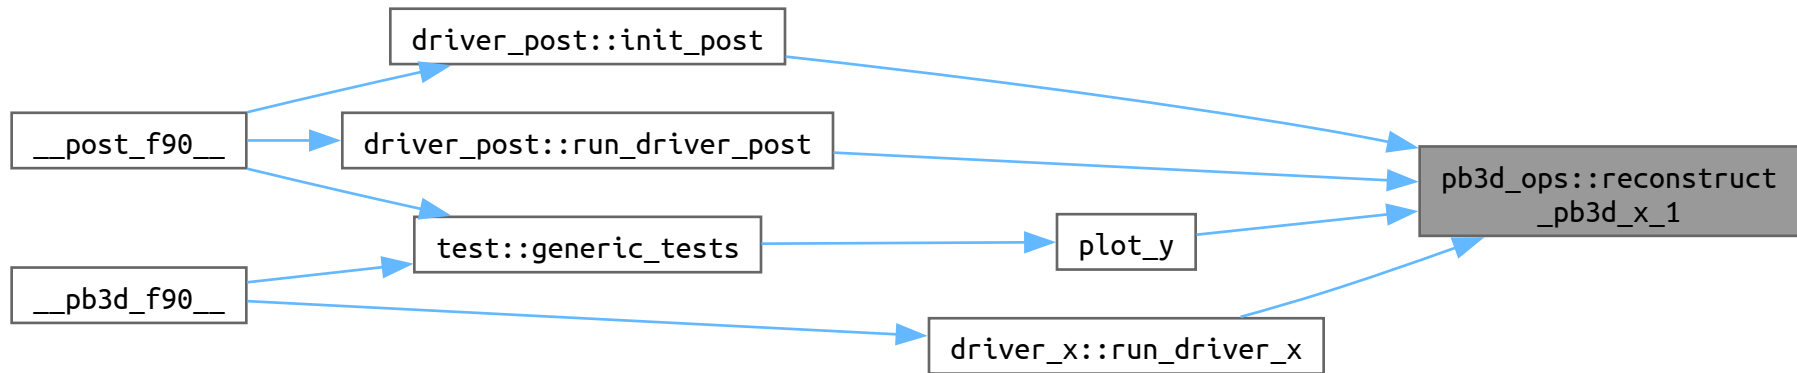 driver_post::init_post
__post_f90__
driver_post::run_driver_post
pb3d_ops::reconstruct
_pb3d_x_1
test::generic_tests
plot_y
__pb3d_f90__
driver_x::run_driver_x